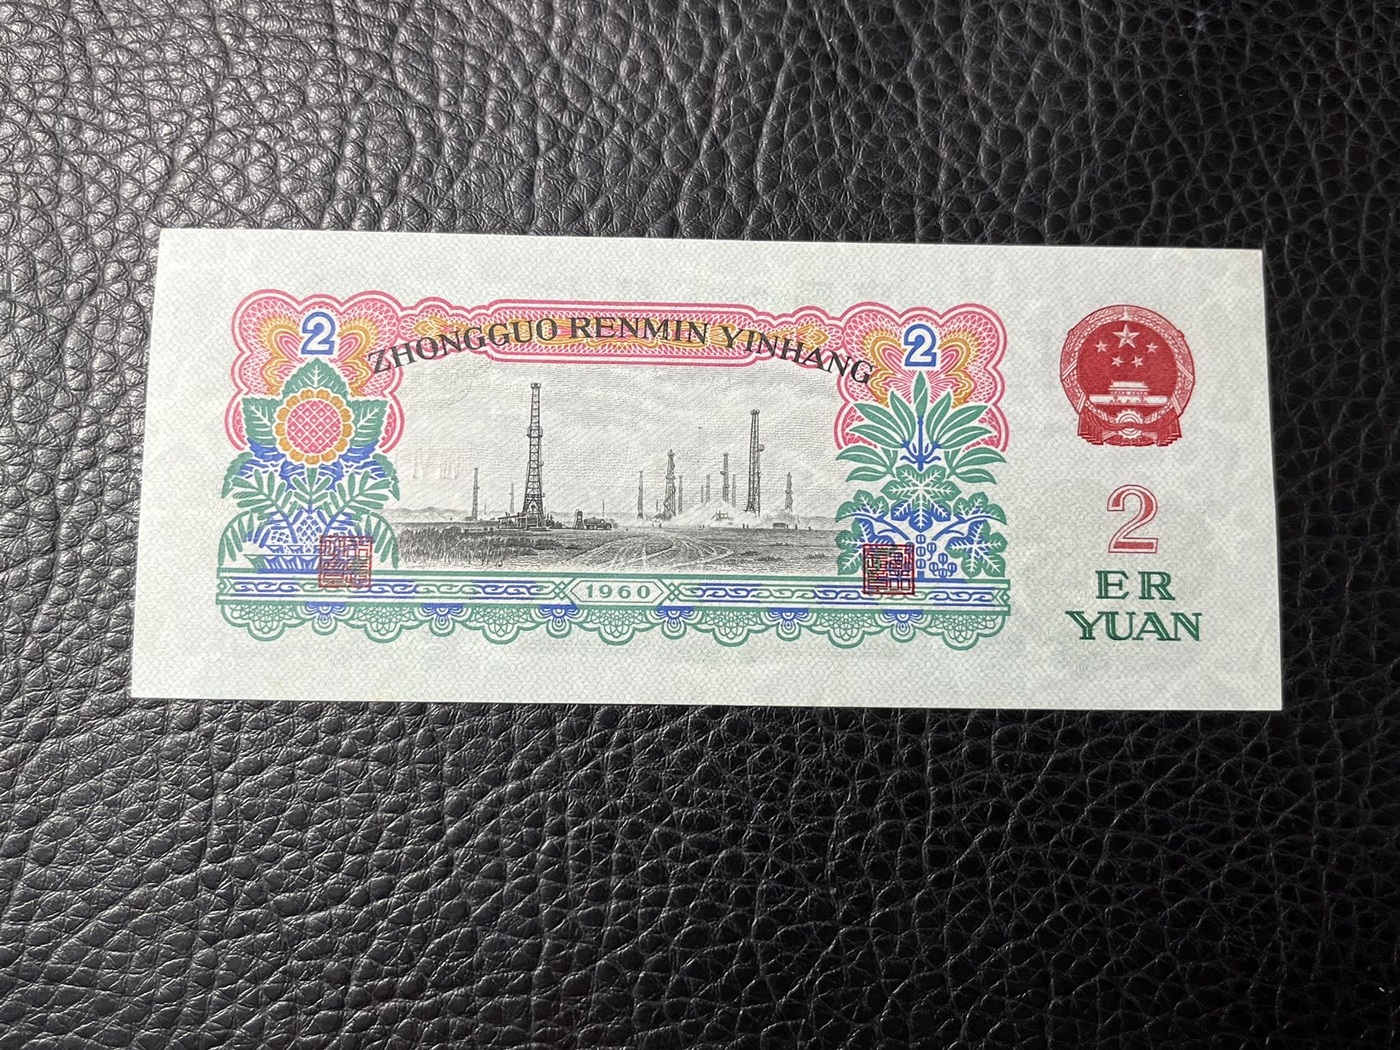 ZHONGGUO RENMIN YINHANG
2
2
1960
2
ER
YUAN